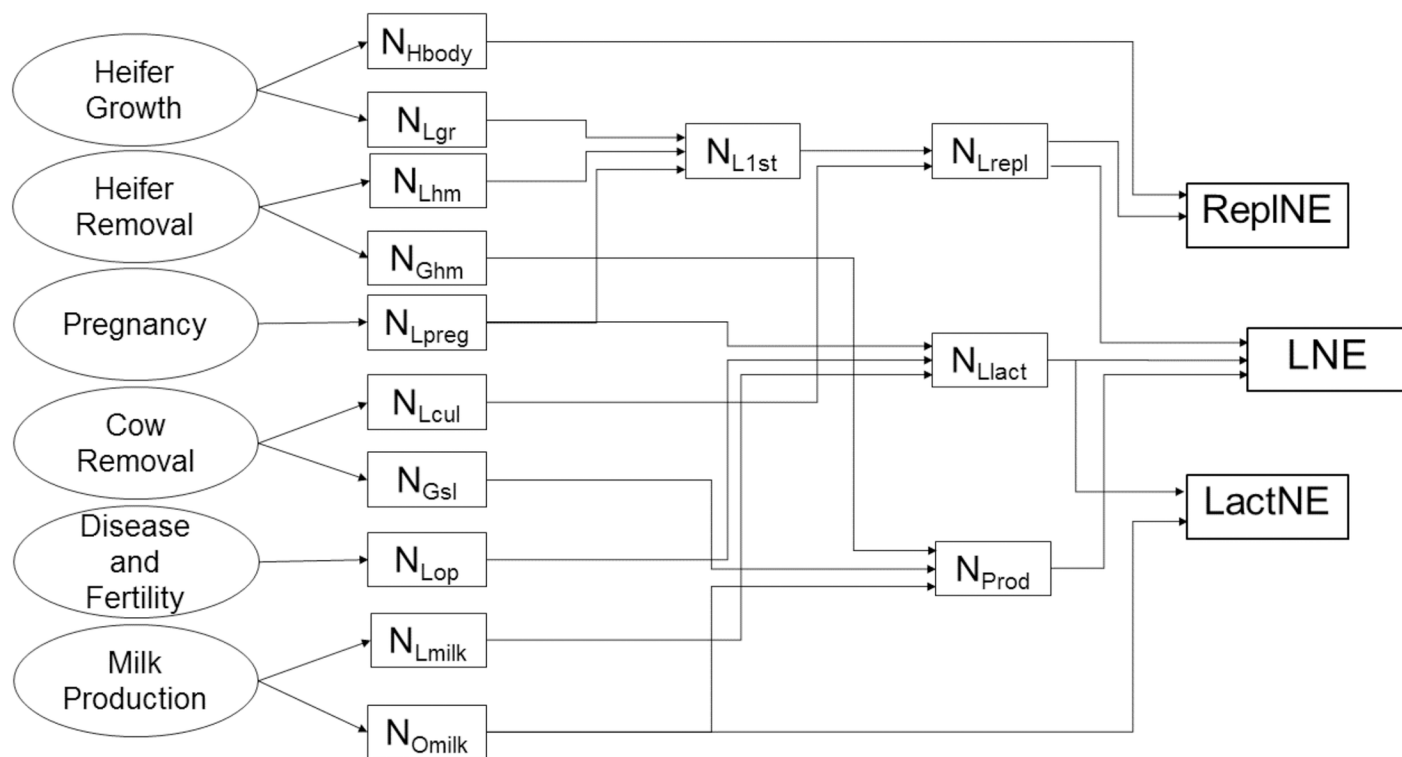 Heifer
Growth
Heifer
Removal
Pregnancy
Cow
Removal
Disease
and
Fertility
Milk
Production
NHbody
NLgr
NLhm
NGhm
NLpreg
NLcul
NGsl
NLop
NLmilk
NOmilk
NL1st
NLrepl
NLlact
NProd
ReplNE
LNE
LactNE